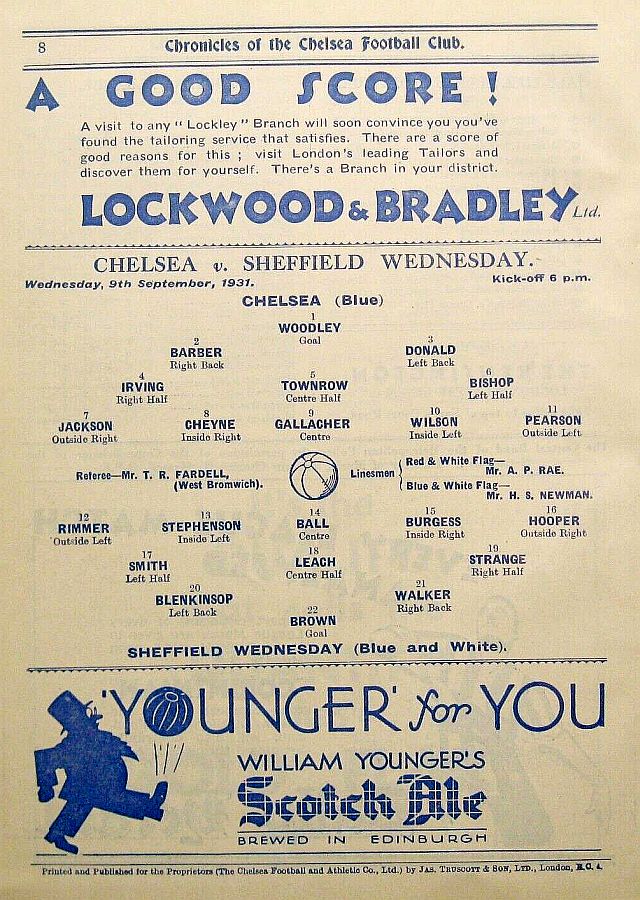 8 Chronicles of the Chelsea Football Club.
A GOOD SCORE!
A visit to any "Lockley" Branch will soon convince you you've
found the tailoring service that satisfies. There are a score of
good reasons for this; visit London's leading Tailors and
discover them for yourself. There's a Branch in your district.
LOCKWOOD & BRADLEY Ltd.
CHELSEA v. SHEFFIELD WEDNESDAY.
Wednesday, 9th September, 1931. Kick-off 6 p.m.
CHELSEA (Blue)
1
WOODLEY
Goal
2 3
BARBER DONALD
Right Back Left Back
4 5 6
IRVING TOWNROW BISHOP
Right Half Centre Half Left Half
7 8 9 10 11
JACKSON CHEYNE GALLACHER WILSON PEARSON
Outside Right Inside Right Centre Inside Left Outside Left
Referee—Mr. T. R. FARDELL,
(West Bromwich).
Linesmen
Red & White Flag—
Mr. A. P. RAE.
Blue & White Flag—
Mr. H. S. NEWMAN.
12 13 14 15 16
RIMMER STEPHENSON BALL BURGESS HOOPER
Outside Left Inside Left Centre Inside Right Outside Right
17 18 19
SMITH LEACH STRANGE
Left Half Centre Half Right Half
20 21
BLENKINSOP WALKER
Left Back Right Back
22
BROWN
Goal
SHEFFIELD WEDNESDAY (Blue and White).
'YOUNGER' for YOU
WILLIAM YOUNGER'S
Scotch Ale
BREWED IN EDINBURGH
Printed and Published for the Proprietors (The Chelsea Football and Athletic Co., Ltd.) by JAS. TRUSCOTT & SON, LTD., London, E.C. 4.